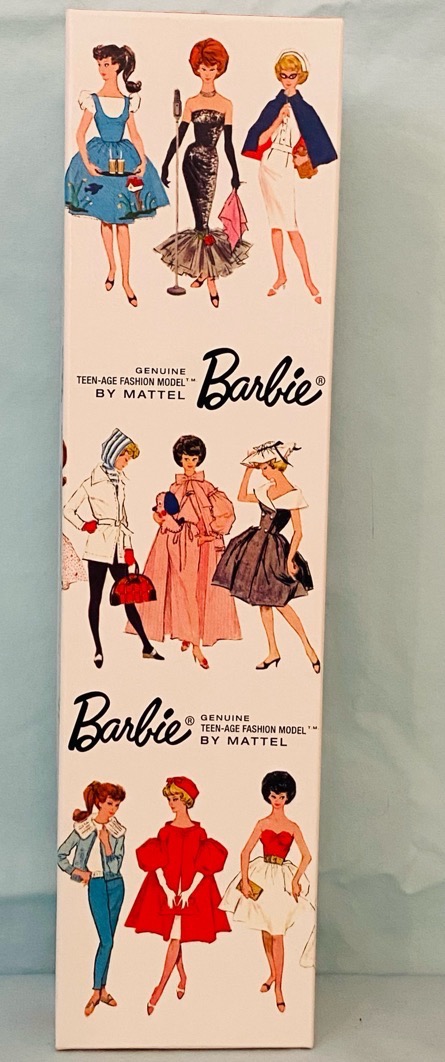 GENUINE
TEEN-AGE FASHION MODEL™
BY MATTEL
Barbie®
Barbie®
GENUINE
TEEN-AGE FASHION MODEL™
BY MATTEL